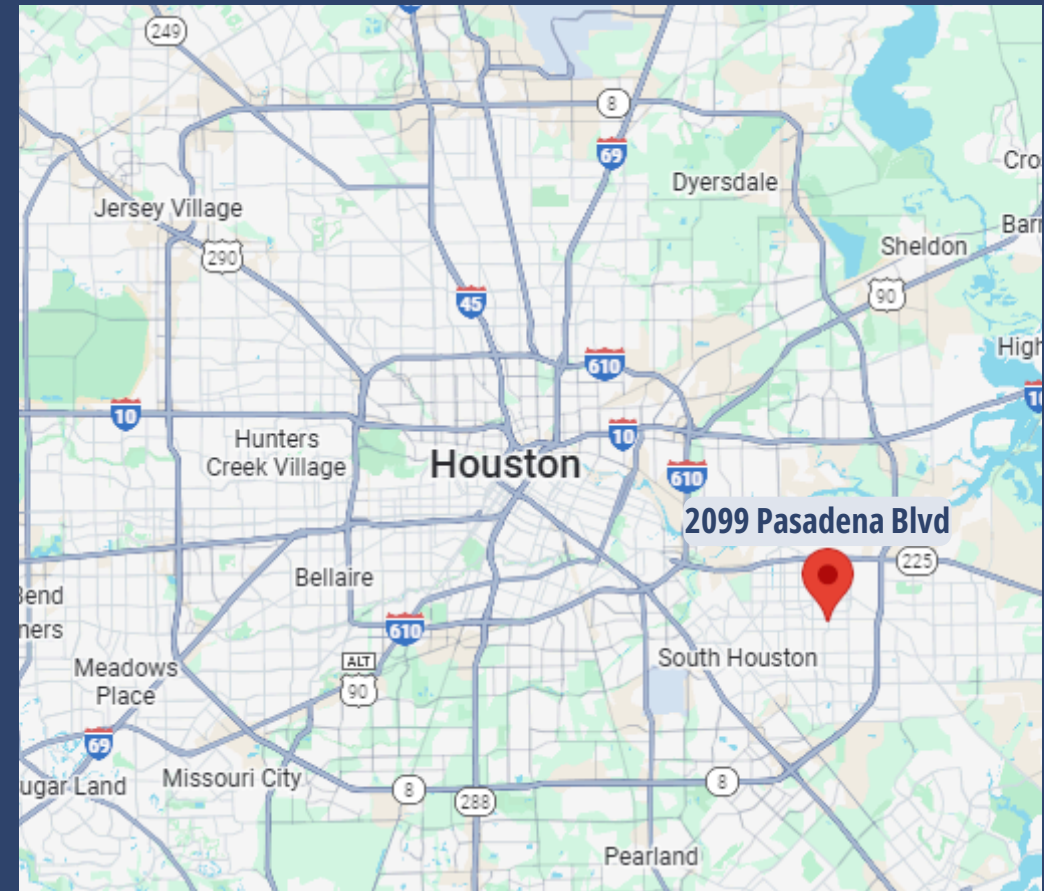 249
8
69
Dyersdale
Cro
Jersey Village
Barr
Sheldon
290
90
45
High
610
10
10
10
Hunters
Creek Village
Houston
610
2099 Pasadena Blvd
225
Bellaire
Bend
ners
610
South Houston
ALT
90
Meadows
Place
69
ugar Land
Missouri City
8
288
8
Pearland